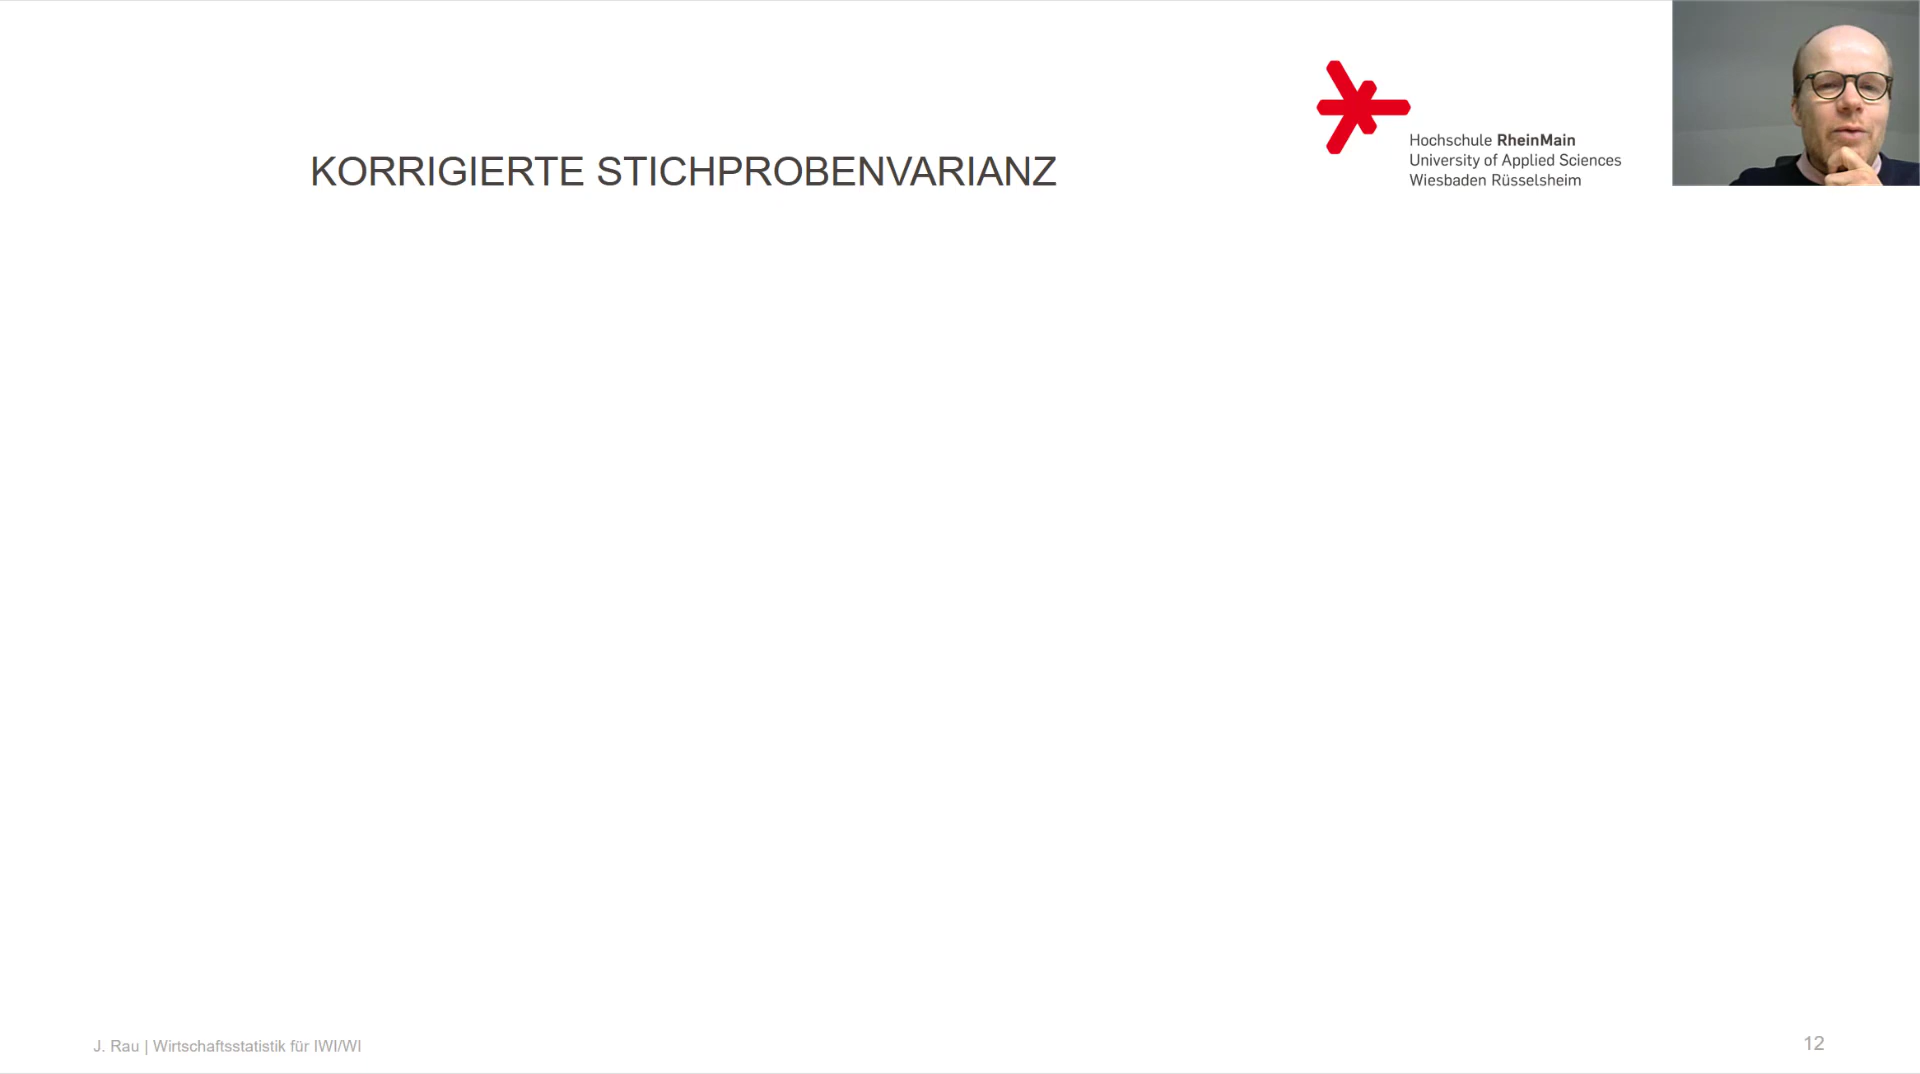 KORRIGIERTE STICHPROBENVARIANZ
Hochschule RheinMain
University of Applied Sciences
Wiesbaden Rüsselsheim
J. Rau | Wirtschaftsstatistik für IWI/WI
12